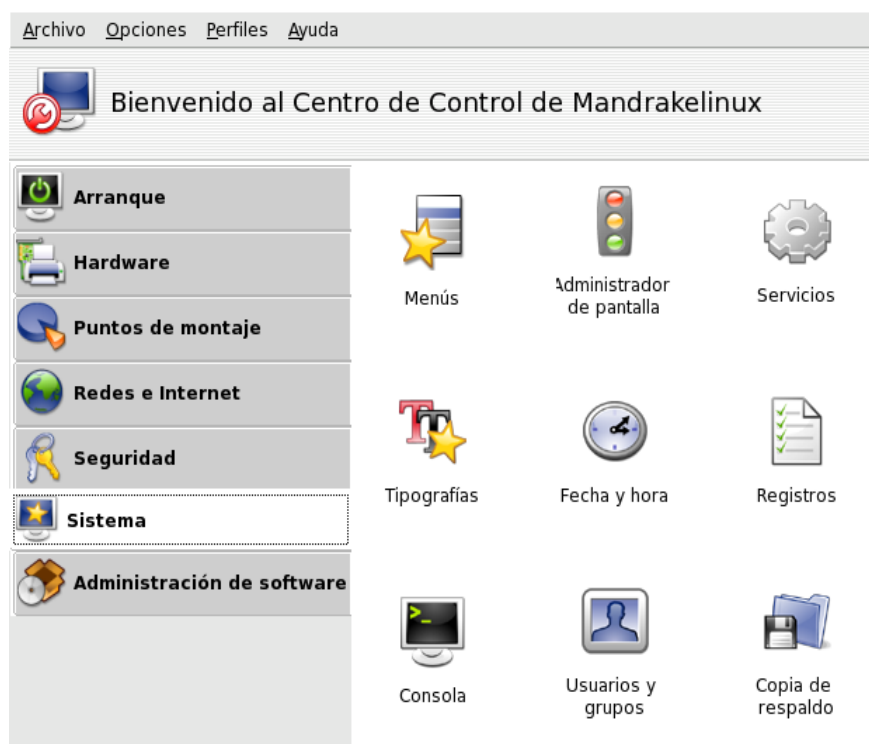 Archivo Opciones Perfiles Ayuda
Bienvenido al Centro de Control de Mandrakelinux
Arranque
Hardware
Puntos de montaje
Redes e Internet
Seguridad
Sistema
Administración de software
Menús
Administrador
de pantalla
Servicios
Tipografías
Fecha y hora
Registros
Consola
Usuarios y
grupos
Copia de
respaldo